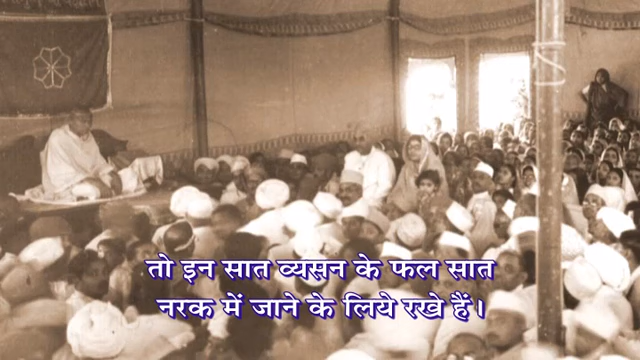 तो इन सात व्यसन के फल सात
नरक में जाने के लिये रखे हैं।